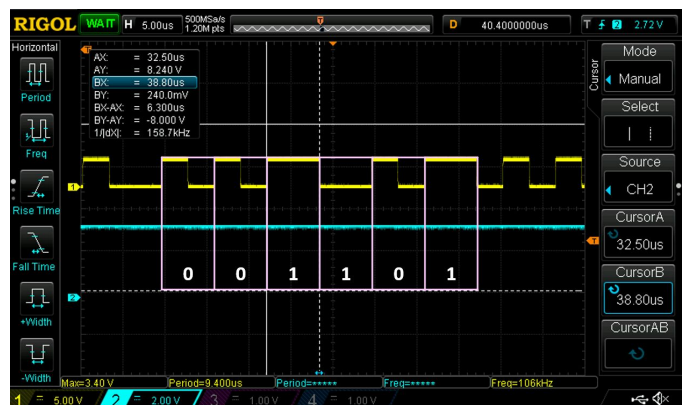 RIGOL WAIT H 5.00us 500MSa/s 1.20M pts D 40.4000000us T 2 2.72 V
Horizontal
Period
Freq
Rise Time
Fall Time
+Width
-Width
AX: = 32.50us
AY: = 8.240 V
BX: = 38.80us
BY: = 240.0mV
BX-AX: = 6.300us
BY-AY: = -8.000 V
1/|dX|: = 158.7kHz
T
1
T
2
0 0 1 1 0 1
Cursor
Mode
Manual
Select
Source
CH2
CursorA
32.50us
CursorB
38.80us
CursorAB
Max=3.40 V Period=9.400us Period=***** Freq=***** Freq=106kHz
1 = 5.00 V 2 = 2.00 V 3 = 1.00 V 4 = 1.00 V